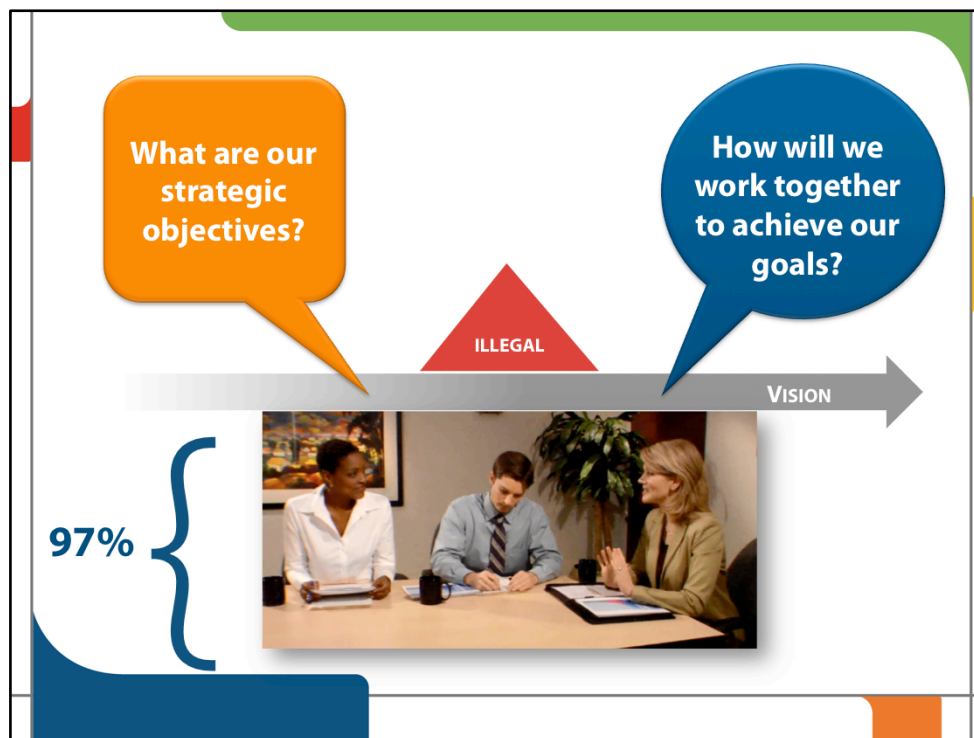 What are our
strategic
objectives?
How will we
work together
to achieve our
goals?
ILLEGAL
VISION
97%